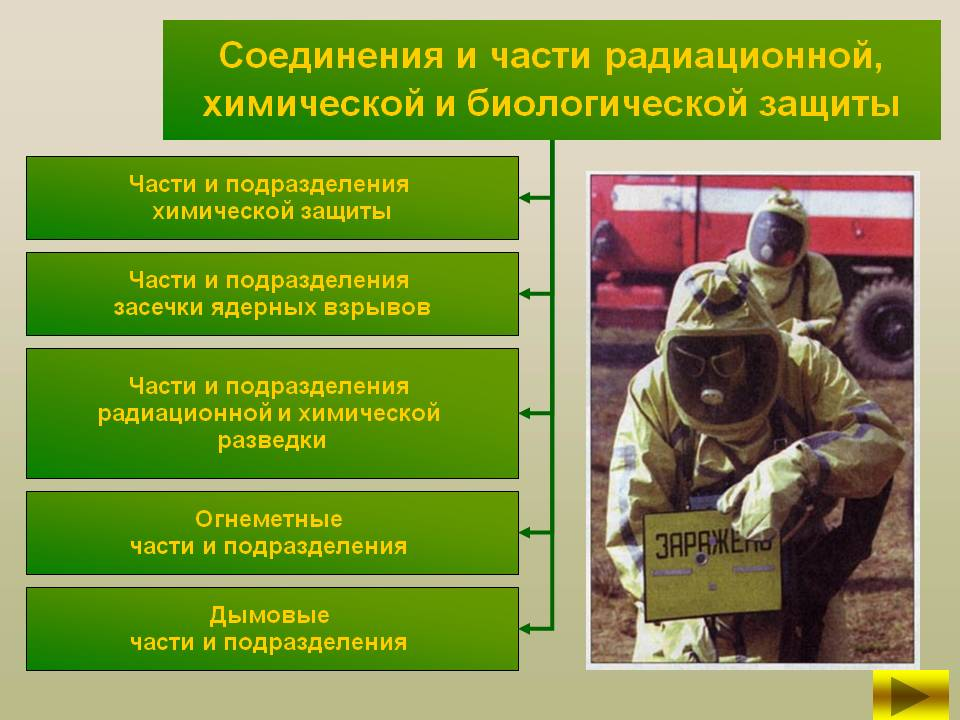 Соединения и части радиационной,
химической и биологической защиты
Части и подразделения
химической защиты
Части и подразделения
засечки ядерных взрывов
Части и подразделения
радиационной и химической
разведки
Огнеметные
части и подразделения
Дымовые
части и подразделения
ЗАРАЖЕНО